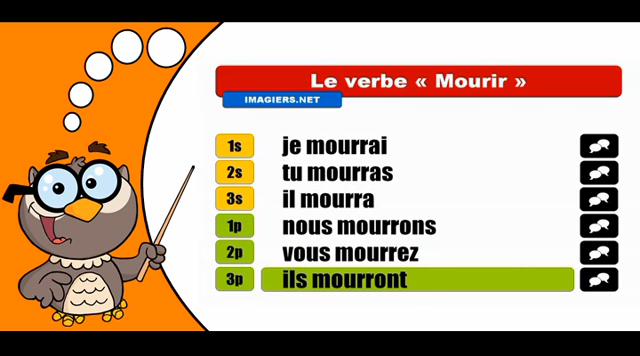 Le verbe « Mourir »
IMAGIERS.NET
1s je mourrai
2s tu mourras
3s il mourra
1p nous mourrons
2p vous mourrez
3p ils mourront